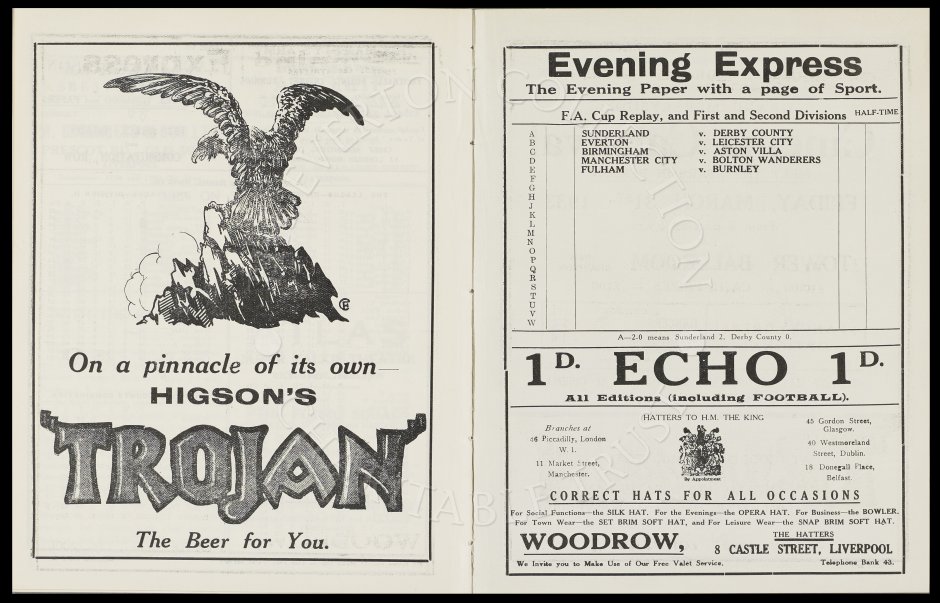 On a pinnacle of its own—
HIGSON'S
"TROJAN"
The Beer for You.
Evening Express
The Evening Paper with a page of Sport.
F.A. Cup Replay, and First and Second Divisions HALF-TIME
A SUNDERLAND v. DERBY COUNTY
B EVERTON v. LEICESTER CITY
C BIRMINGHAM v. ASTON VILLA
D MANCHESTER CITY v. BOLTON WANDERERS
E FULHAM v. BURNLEY
F
G
H
J
K
L
M
N
O
P
Q
R
S
T
U
V
W
A—2-0 means Sunderland 2, Derby County 0.
1D. ECHO 1D.
All Editions (including FOOTBALL).
HATTERS TO H.M. THE KING
Branches at
46 Piccadilly, London
W. 1.
11 Market Street,
Manchester.
By Appointment
45 Gordon Street,
Glasgow.
40 Westmoreland
Street, Dublin.
18 Donegall Place,
Belfast.
CORRECT HATS FOR ALL OCCASIONS
For Social Functions—the SILK HAT. For the Evenings—the OPERA HAT. For Business—the BOWLER.
For Town Wear—the SET BRIM SOFT HAT, and For Leisure Wear—the SNAP BRIM SOFT HAT.
WOODROW,
THE HATTERS
8 CASTLE STREET, LIVERPOOL
We Invite you to Make Use of Our Free Valet Service.
Telephone Bank 43.